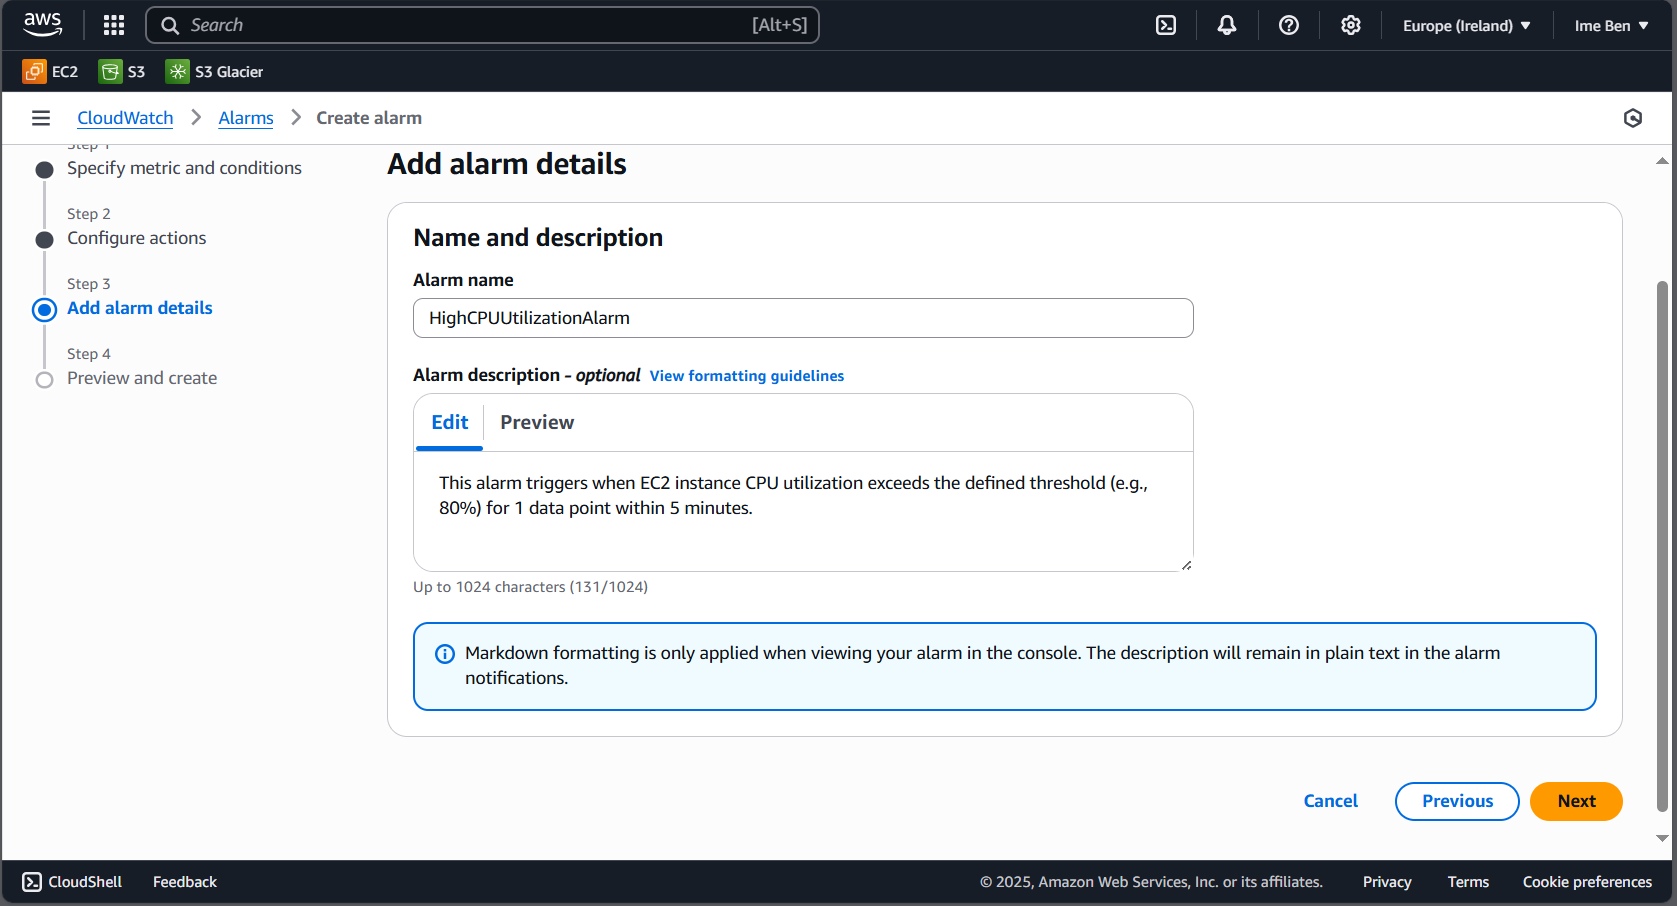 aws
Search [Alt+S]
Europe (Ireland)
Ime Ben
EC2
S3
S3 Glacier
CloudWatch
Alarms
Create alarm
Step 1
Specify metric and conditions
Step 2
Configure actions
Step 3
Add alarm details
Step 4
Preview and create
Add alarm details
Name and description
Alarm name
HighCPUUtilizationAlarm
Alarm description - optional View formatting guidelines
Edit
Preview
This alarm triggers when EC2 instance CPU utilization exceeds the defined threshold (e.g.,
80%) for 1 data point within 5 minutes.
Up to 1024 characters (131/1024)
Markdown formatting is only applied when viewing your alarm in the console. The description will remain in plain text in the alarm
notifications.
Cancel
Previous
Next
CloudShell
Feedback
© 2025, Amazon Web Services, Inc. or its affiliates.
Privacy
Terms
Cookie preferences